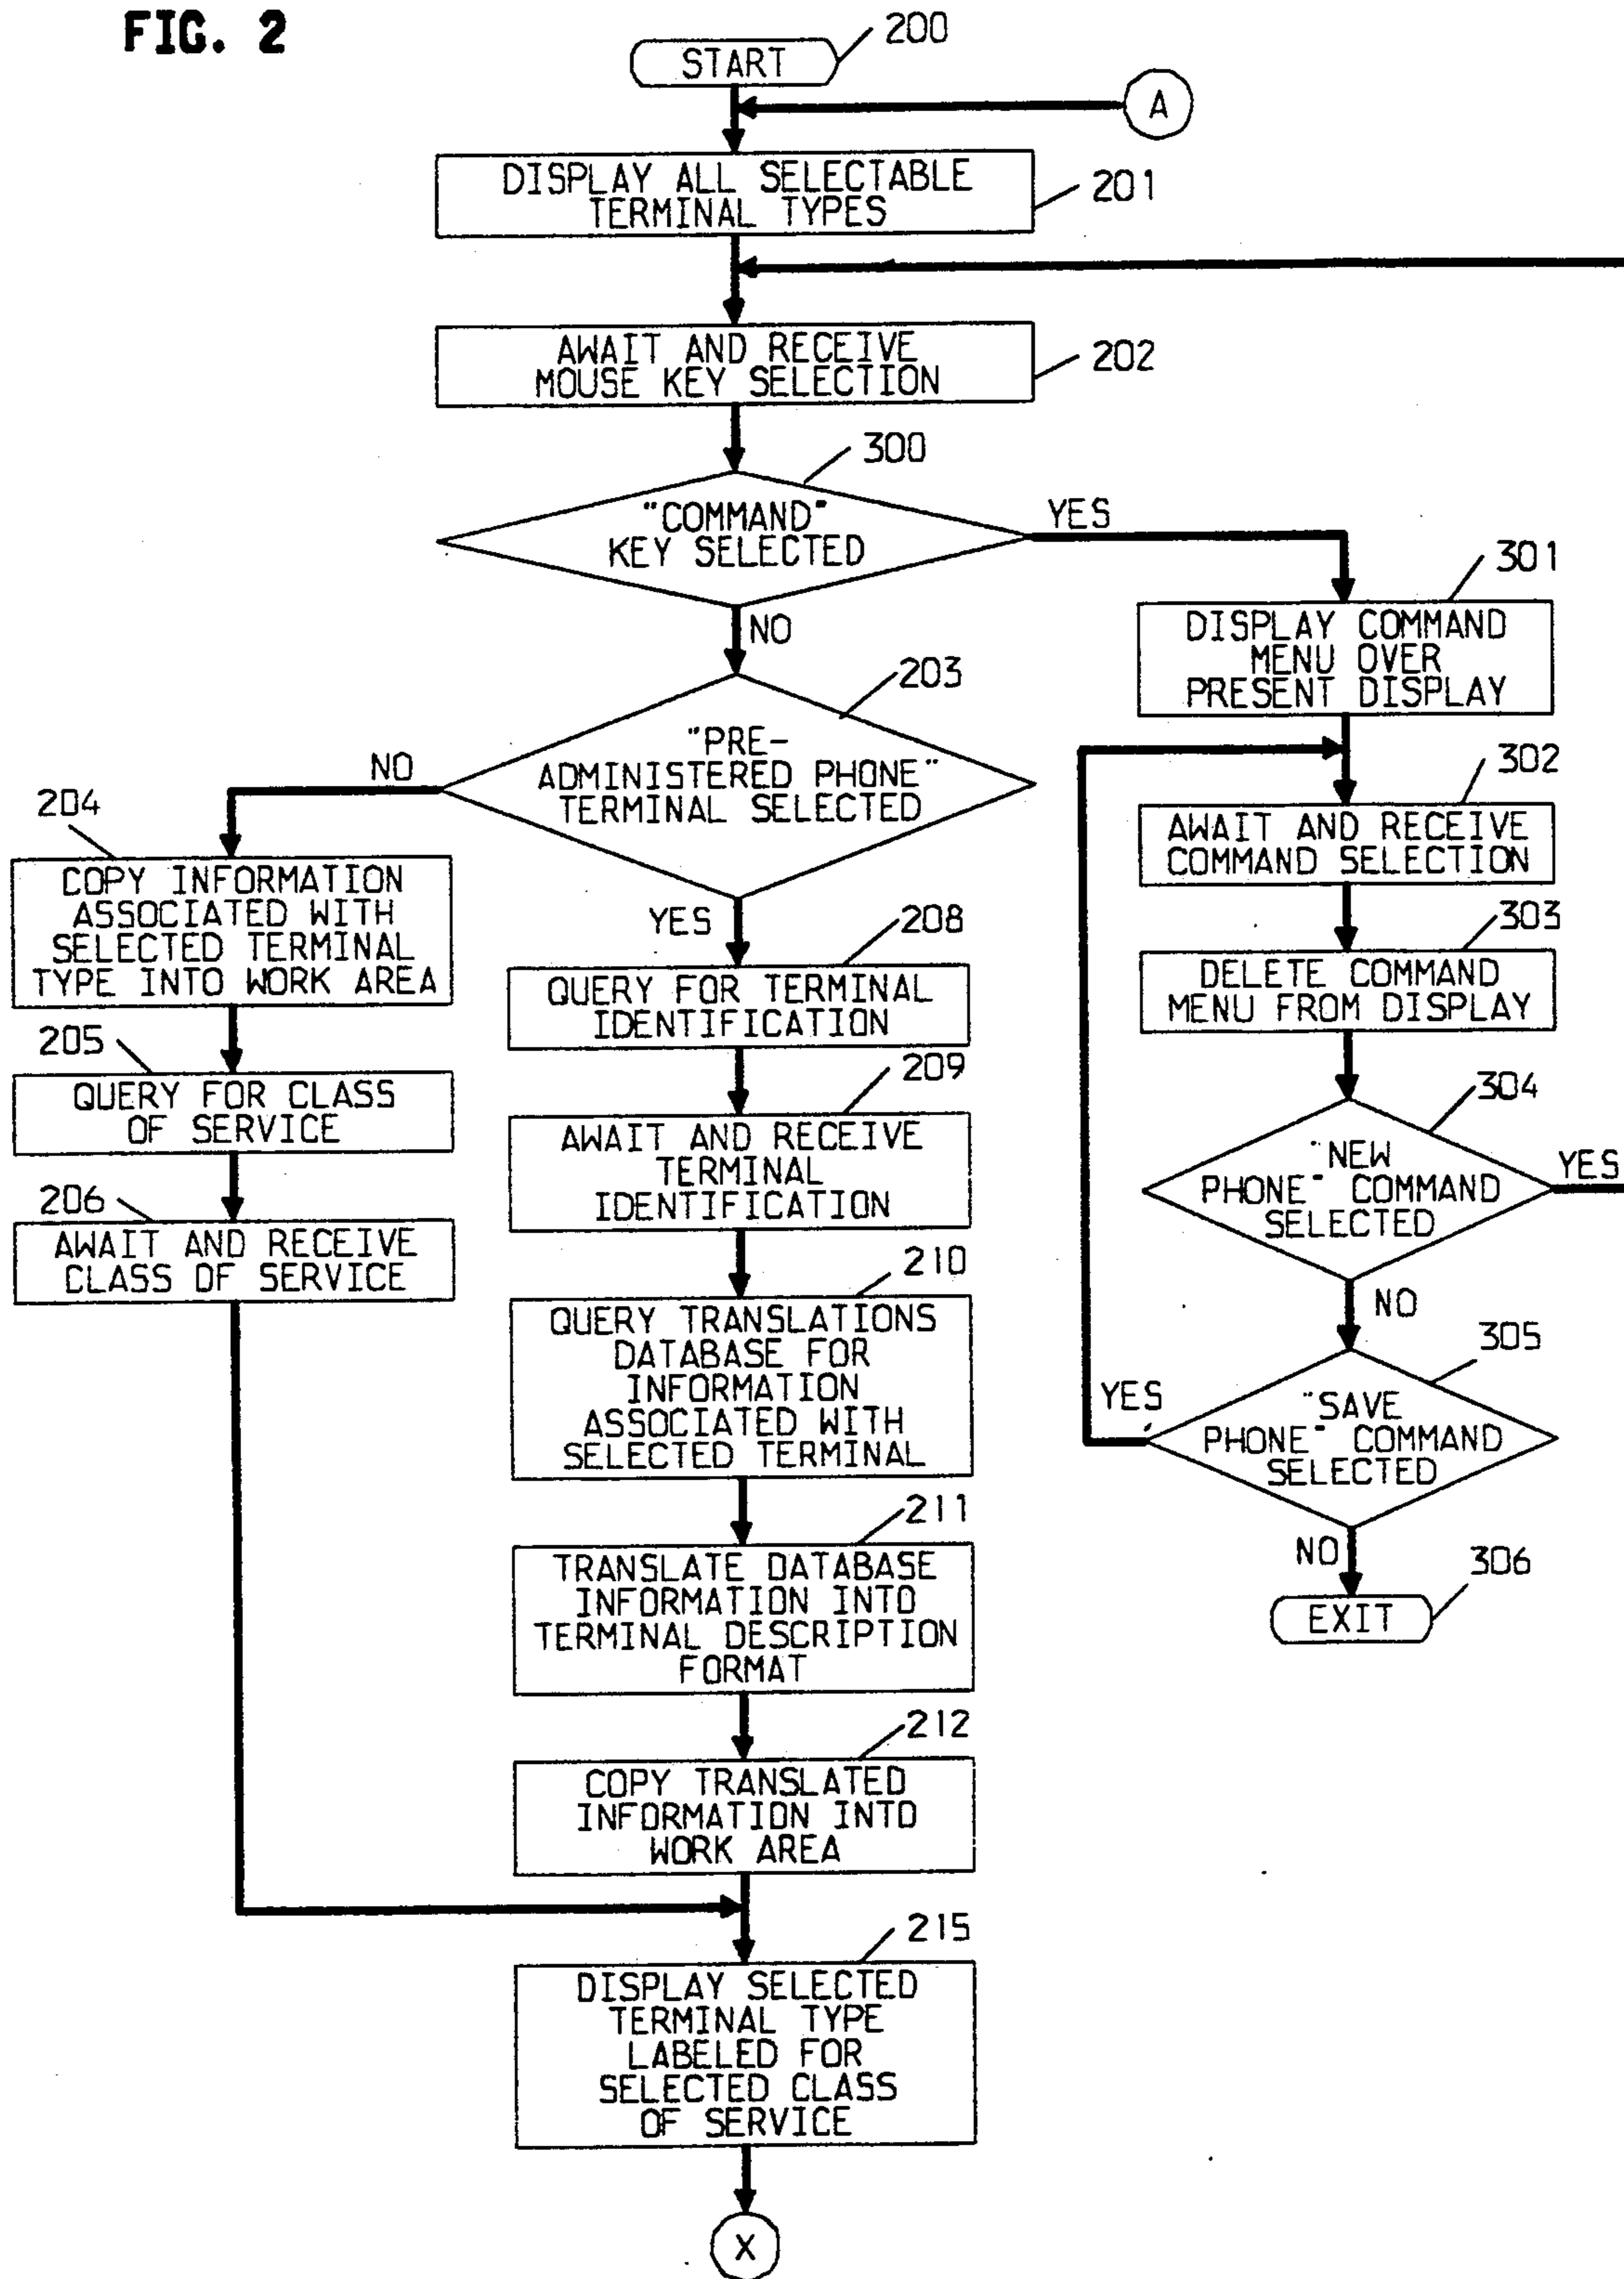 FIG. 2
START
200
A
DISPLAY ALL SELECTABLE
TERMINAL TYPES
201
AWAIT AND RECEIVE
MOUSE KEY SELECTION
202
300
"COMMAND"
KEY SELECTED
YES
NO
301
DISPLAY COMMAND
MENU OVER
PRESENT DISPLAY
203
"PRE-
ADMINISTERED PHONE"
TERMINAL SELECTED
NO
YES
302
AWAIT AND RECEIVE
COMMAND SELECTION
303
DELETE COMMAND
MENU FROM DISPLAY
304
"NEW
PHONE" COMMAND
SELECTED
YES
NO
305
"SAVE
PHONE" COMMAND
SELECTED
YES
NO
306
EXIT
204
COPY INFORMATION
ASSOCIATED WITH
SELECTED TERMINAL
TYPE INTO WORK AREA
205
QUERY FOR CLASS
OF SERVICE
206
AWAIT AND RECEIVE
CLASS OF SERVICE
208
QUERY FOR TERMINAL
IDENTIFICATION
209
AWAIT AND RECEIVE
TERMINAL
IDENTIFICATION
210
QUERY TRANSLATIONS
DATABASE FOR
INFORMATION
ASSOCIATED WITH
SELECTED TERMINAL
211
TRANSLATE DATABASE
INFORMATION INTO
TERMINAL DESCRIPTION
FORMAT
212
COPY TRANSLATED
INFORMATION INTO
WORK AREA
215
DISPLAY SELECTED
TERMINAL TYPE
LABELED FOR
SELECTED CLASS
OF SERVICE
X